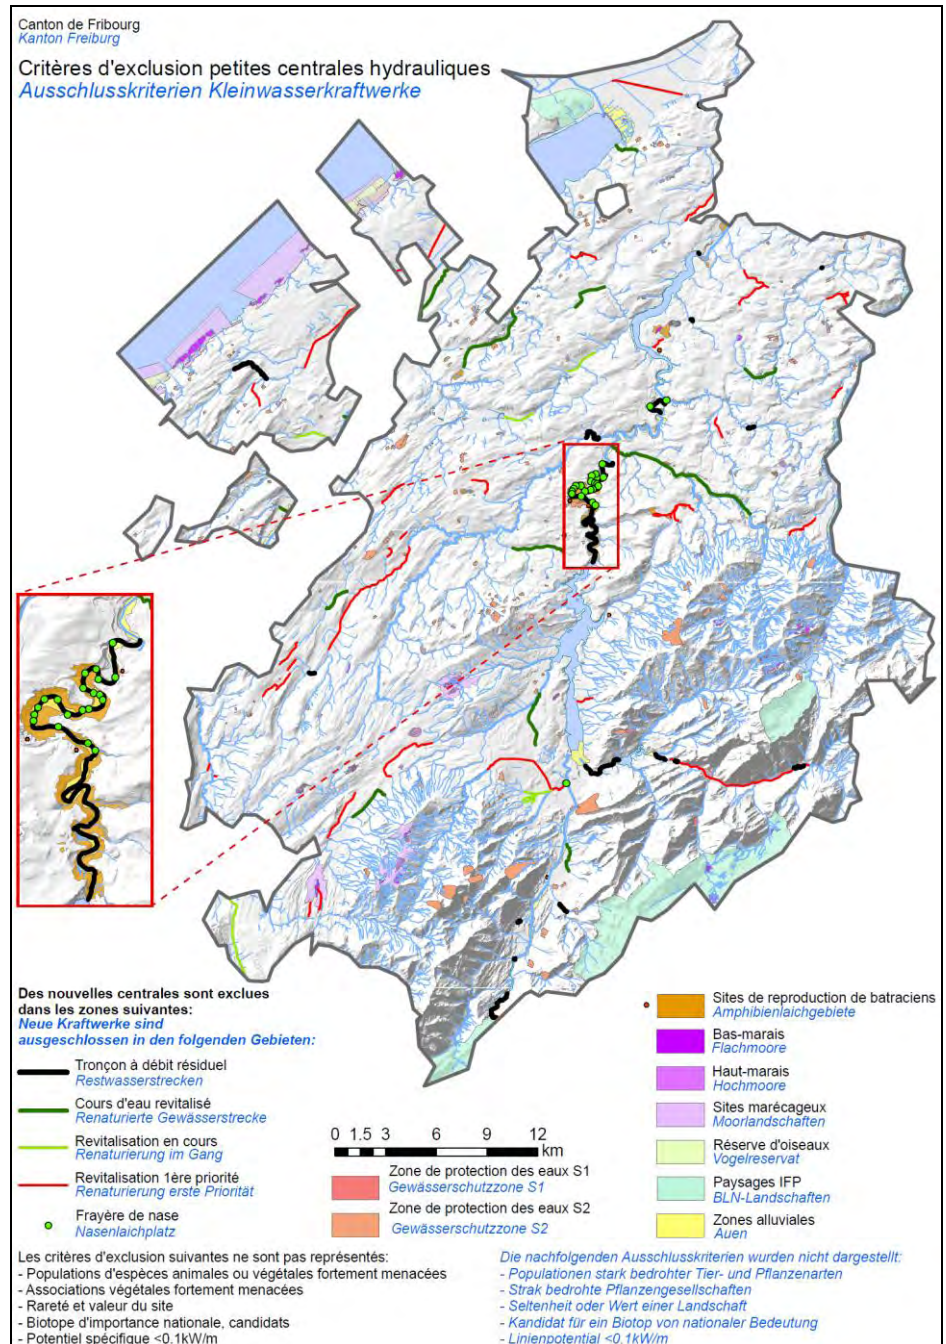 Canton de Fribourg
Kanton Freiburg
Critères d'exclusion petites centrales hydrauliques
Ausschlusskriterien Kleinwasserkraftwerke
Des nouvelles centrales sont exclues
dans les zones suivantes:
Neue Kraftwerke sind
ausgeschlossen in den folgenden Gebieten:
Tronçon à débit résiduel
Restwasserstrecken
Cours d'eau revitalisé
Renaturierte Gewässerstrecke
Revitalisation en cours
Renaturierung im Gang
Revitalisation 1ère priorité
Renaturierung erste Priorität
Frayère de nase
Nasenlaichplatz
0 1.5 3 6 9 12
km
Zone de protection des eaux S1
Gewässerschutzzone S1
Zone de protection des eaux S2
Gewässerschutzzone S2
Sites de reproduction de batraciens
Amphibienlaichgebiete
Bas-marais
Flachmoore
Haut-marais
Hochmoore
Sites marécageux
Moorlandschaften
Réserve d'oiseaux
Vogelreservat
Paysages IFP
BLN-Landschaften
Zones alluviales
Auen
Les critères d'exclusion suivantes ne sont pas représentés:
- Populations d'espèces animales ou végétales fortement menacées
- Associations végétales fortement menacées
- Rareté et valeur du site
- Biotope d'importance nationale, candidats
- Potentiel spécifique <0.1kW/m
Die nachfolgenden Ausschlusskriterien wurden nicht dargestellt:
- Populationen stark bedrohter Tier- und Pflanzenarten
- Strak bedrohte Pflanzengesellschaften
- Seltenheit oder Wert einer Landschaft
- Kandidat für ein Biotop von nationaler Bedeutung
- Linienpotential <0.1kW/m